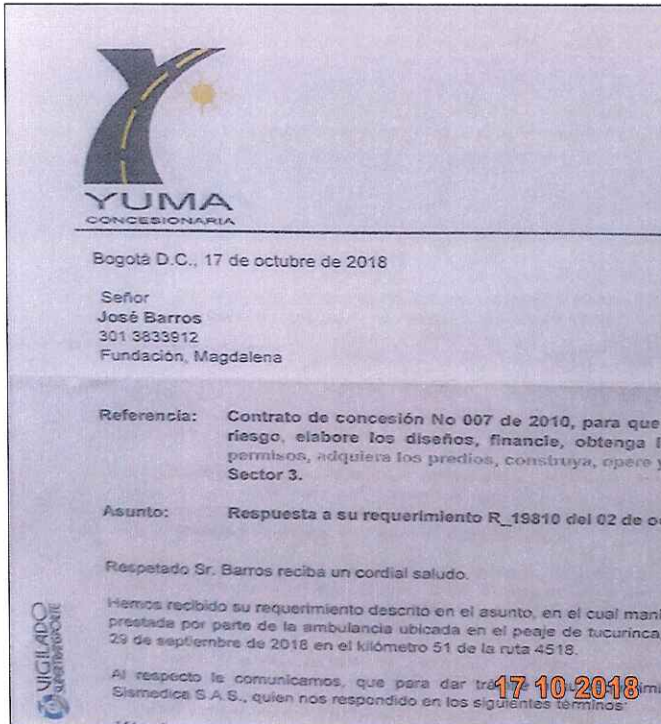 YUMA
CONCESIONARIA
Bogotá D.C., 17 de octubre de 2018
Señor
José Barros
301 3833912
Fundación, Magdalena
Referencia: Contrato de concesión No 007 de 2010, para que
riesgo, elabore los diseños, financie, obtenga
permisos, adquiera los predios, construya, opere y
Sector 3.
Asunto: Respuesta a su requerimiento R_19810 del 02 de
Respetado Sr. Barros reciba un cordial saludo.
Hemos recibido su requerimiento descrito en el asunto, en el cual
prestada por parte de la ambulancia ubicada en el peaje de tucurinca
29 de septiembre de 2018 en el kilómetro 51 de la ruta 4518.
Al respecto le comunicamos, que para dar
Sismedica S.A.S., quien nos respondido en los siguientes términos:
17 10 2018
VIGILADO
SUPERTRANSPORTE